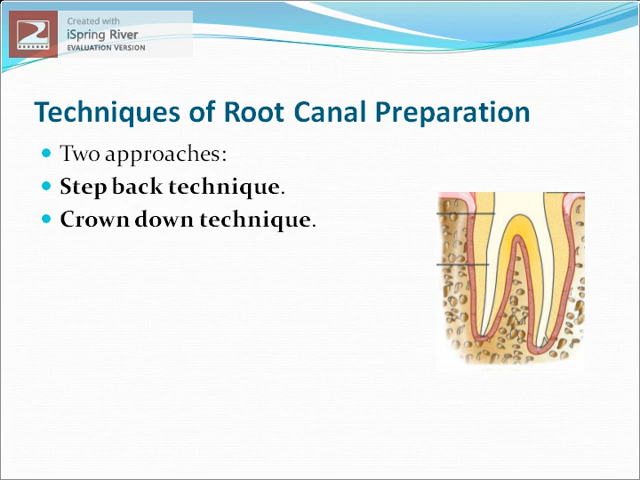 Created with
iSpring River
EVALUATION VERSION
Techniques of Root Canal Preparation
Two approaches:
Step back technique.
Crown down technique.